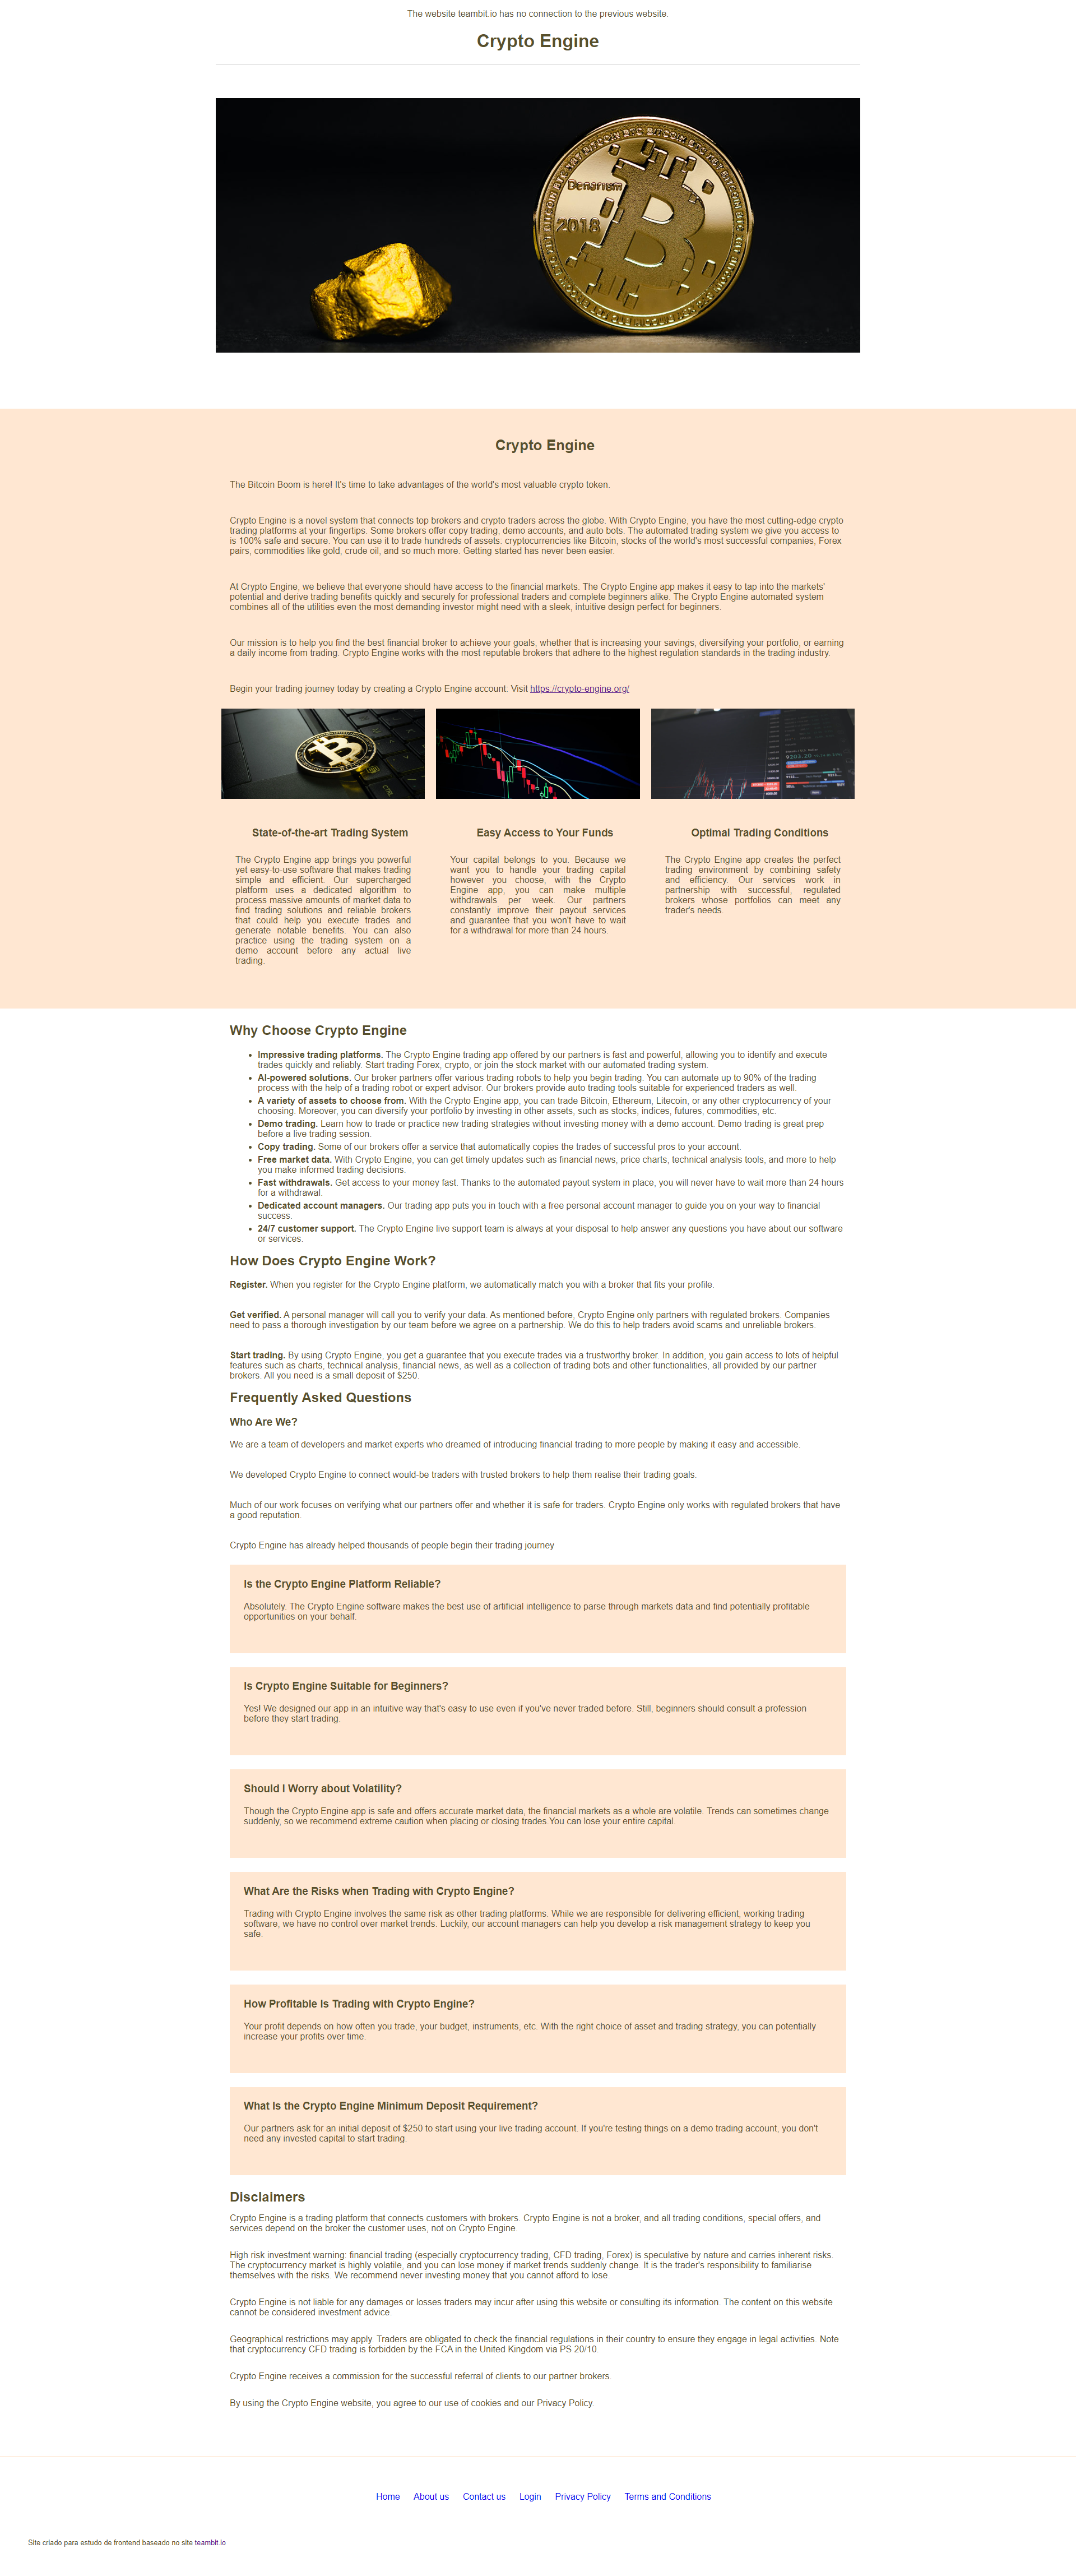 The website teambit.io has no connection to the previous website.
Crypto Engine
Denarium
2018
Crypto Engine
The Bitcoin Boom is here! It's time to take advantages of the world's most valuable crypto token.
Crypto Engine is a novel system that connects top brokers and crypto traders across the globe. With Crypto Engine, you have the most cutting-edge crypto
trading platforms at your fingertips. Some brokers offer copy trading, demo accounts, and auto bots. The automated trading system we give you access to
is 100% safe and secure. You can use it to trade hundreds of assets: cryptocurrencies like Bitcoin, stocks of the world's most successful companies, Forex
pairs, commodities like gold, crude oil, and so much more. Getting started has never been easier.
At Crypto Engine, we believe that everyone should have access to the financial markets. The Crypto Engine app makes it easy to tap into the markets'
potential and derive trading benefits quickly and securely for professional traders and complete beginners alike. The Crypto Engine automated system
combines all of the utilities even the most demanding investor might need with a sleek, intuitive design perfect for beginners.
Our mission is to help you find the best financial broker to achieve your goals, whether that is increasing your savings, diversifying your portfolio, or earning
a daily income from trading. Crypto Engine works with the most reputable brokers that adhere to the highest regulation standards in the trading industry.
Begin your trading journey today by creating a Crypto Engine account: Visit https://crypto-engine.org/
State-of-the-art Trading System
The Crypto Engine app brings you powerful
yet easy-to-use software that makes trading
simple and efficient. Our supercharged
platform uses a dedicated algorithm to
process massive amounts of market data to
find trading solutions and reliable brokers
that could help you execute trades and
generate notable benefits. You can also
practice using the trading system on a
demo account before any actual live
trading.
Easy Access to Your Funds
Your capital belongs to you. Because we
want you to handle your trading capital
however you choose, with the Crypto
Engine app, you can make multiple
withdrawals per week. Our partners
constantly improve their payout services
and guarantee that you won't have to wait
for a withdrawal for more than 24 hours.
Optimal Trading Conditions
The Crypto Engine app creates the perfect
trading environment by combining safety
and efficiency. Our services work in
partnership with successful, regulated
brokers whose portfolios can meet any
trader's needs.
Why Choose Crypto Engine
• Impressive trading platforms. The Crypto Engine trading app offered by our partners is fast and powerful, allowing you to identify and execute
trades quickly and reliably. Start trading Forex, crypto, or join the stock market with our automated trading system.
• AI-powered solutions. Our broker partners offer various trading robots to help you begin trading. You can automate up to 90% of the trading
process with the help of a trading robot or expert advisor. Our brokers provide auto trading tools suitable for experienced traders as well.
• A variety of assets to choose from. With the Crypto Engine app, you can trade Bitcoin, Ethereum, Litecoin, or any other cryptocurrency of your
choosing. Moreover, you can diversify your portfolio by investing in other assets, such as stocks, indices, futures, commodities, etc.
• Demo trading. Learn how to trade or practice new trading strategies without investing money with a demo account. Demo trading is great prep
before a live trading session.
• Copy trading. Some of our brokers offer a service that automatically copies the trades of successful pros to your account.
• Free market data. With Crypto Engine, you can get timely updates such as financial news, price charts, technical analysis tools, and more to help
you make informed trading decisions.
• Fast withdrawals. Get access to your money fast. Thanks to the automated payout system in place, you will never have to wait more than 24 hours
for a withdrawal.
• Dedicated account managers. Our trading app puts you in touch with a free personal account manager to guide you on your way to financial
success.
• 24/7 customer support. The Crypto Engine live support team is always at your disposal to help answer any questions you have about our software
or services.
How Does Crypto Engine Work?
Register. When you register for the Crypto Engine platform, we automatically match you with a broker that fits your profile.
Get verified. A personal manager will call you to verify your data. As mentioned before, Crypto Engine only partners with regulated brokers. Companies
need to pass a thorough investigation by our team before we agree on a partnership. We do this to help traders avoid scams and unreliable brokers.
Start trading. By using Crypto Engine, you get a guarantee that you execute trades via a trustworthy broker. In addition, you gain access to lots of helpful
features such as charts, technical analysis, financial news, as well as a collection of trading bots and other functionalities, all provided by our partner
brokers. All you need is a small deposit of $250.
Frequently Asked Questions
Who Are We?
We are a team of developers and market experts who dreamed of introducing financial trading to more people by making it easy and accessible.
We developed Crypto Engine to connect would-be traders with trusted brokers to help them realise their trading goals.
Much of our work focuses on verifying what our partners offer and whether it is safe for traders. Crypto Engine only works with regulated brokers that have
a good reputation.
Crypto Engine has already helped thousands of people begin their trading journey
Is the Crypto Engine Platform Reliable?
Absolutely. The Crypto Engine software makes the best use of artificial intelligence to parse through markets data and find potentially profitable
opportunities on your behalf.
Is Crypto Engine Suitable for Beginners?
Yes! We designed our app in an intuitive way that's easy to use even if you've never traded before. Still, beginners should consult a profession
before they start trading.
Should I Worry about Volatility?
Though the Crypto Engine app is safe and offers accurate market data, the financial markets as a whole are volatile. Trends can sometimes change
suddenly, so we recommend extreme caution when placing or closing trades.You can lose your entire capital.
What Are the Risks when Trading with Crypto Engine?
Trading with Crypto Engine involves the same risk as other trading platforms. While we are responsible for delivering efficient, working trading
software, we have no control over market trends. Luckily, our account managers can help you develop a risk management strategy to keep you
safe.
How Profitable Is Trading with Crypto Engine?
Your profit depends on how often you trade, your budget, instruments, etc. With the right choice of asset and trading strategy, you can potentially
increase your profits over time.
What Is the Crypto Engine Minimum Deposit Requirement?
Our partners ask for an initial deposit of $250 to start using your live trading account. If you're testing things on a demo trading account, you don't
need any invested capital to start trading.
Disclaimers
Crypto Engine is a trading platform that connects customers with brokers. Crypto Engine is not a broker, and all trading conditions, special offers, and
services depend on the broker the customer uses, not on Crypto Engine.
High risk investment warning: financial trading (especially cryptocurrency trading, CFD trading, Forex) is speculative by nature and carries inherent risks.
The cryptocurrency market is highly volatile, and you can lose money if market trends suddenly change. It is the trader's responsibility to familiarise
themselves with the risks. We recommend never investing money that you cannot afford to lose.
Crypto Engine is not liable for any damages or losses traders may incur after using this website or consulting its information. The content on this website
cannot be considered investment advice.
Geographical restrictions may apply. Traders are obligated to check the financial regulations in their country to ensure they engage in legal activities. Note
that cryptocurrency CFD trading is forbidden by the FCA in the United Kingdom via PS 20/10.
Crypto Engine receives a commission for the successful referral of clients to our partner brokers.
By using the Crypto Engine website, you agree to our use of cookies and our Privacy Policy.
Home About us Contact us Login Privacy Policy Terms and Conditions
Site criado para estudo de frontend baseado no site teambit.io